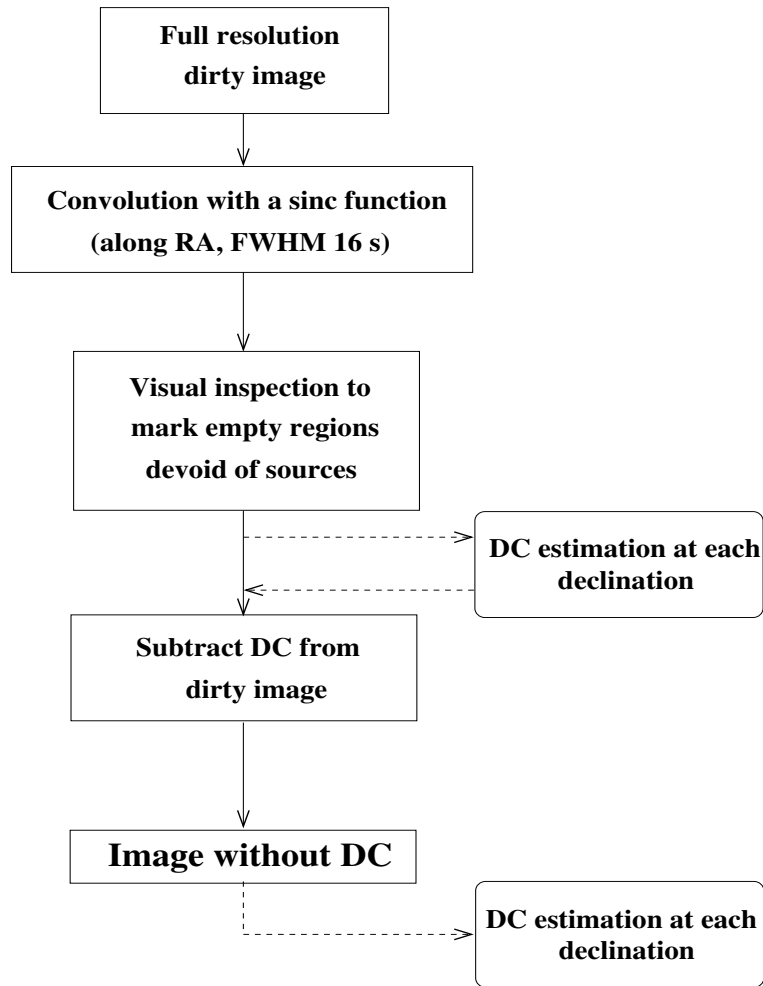 Full resolution
dirty image
Convolution with a sinc function
(along RA, FWHM 16 s)
Visual inspection to
mark empty regions
devoid of sources
DC estimation at each
declination
Subtract DC from
dirty image
Image without DC
DC estimation at each
declination